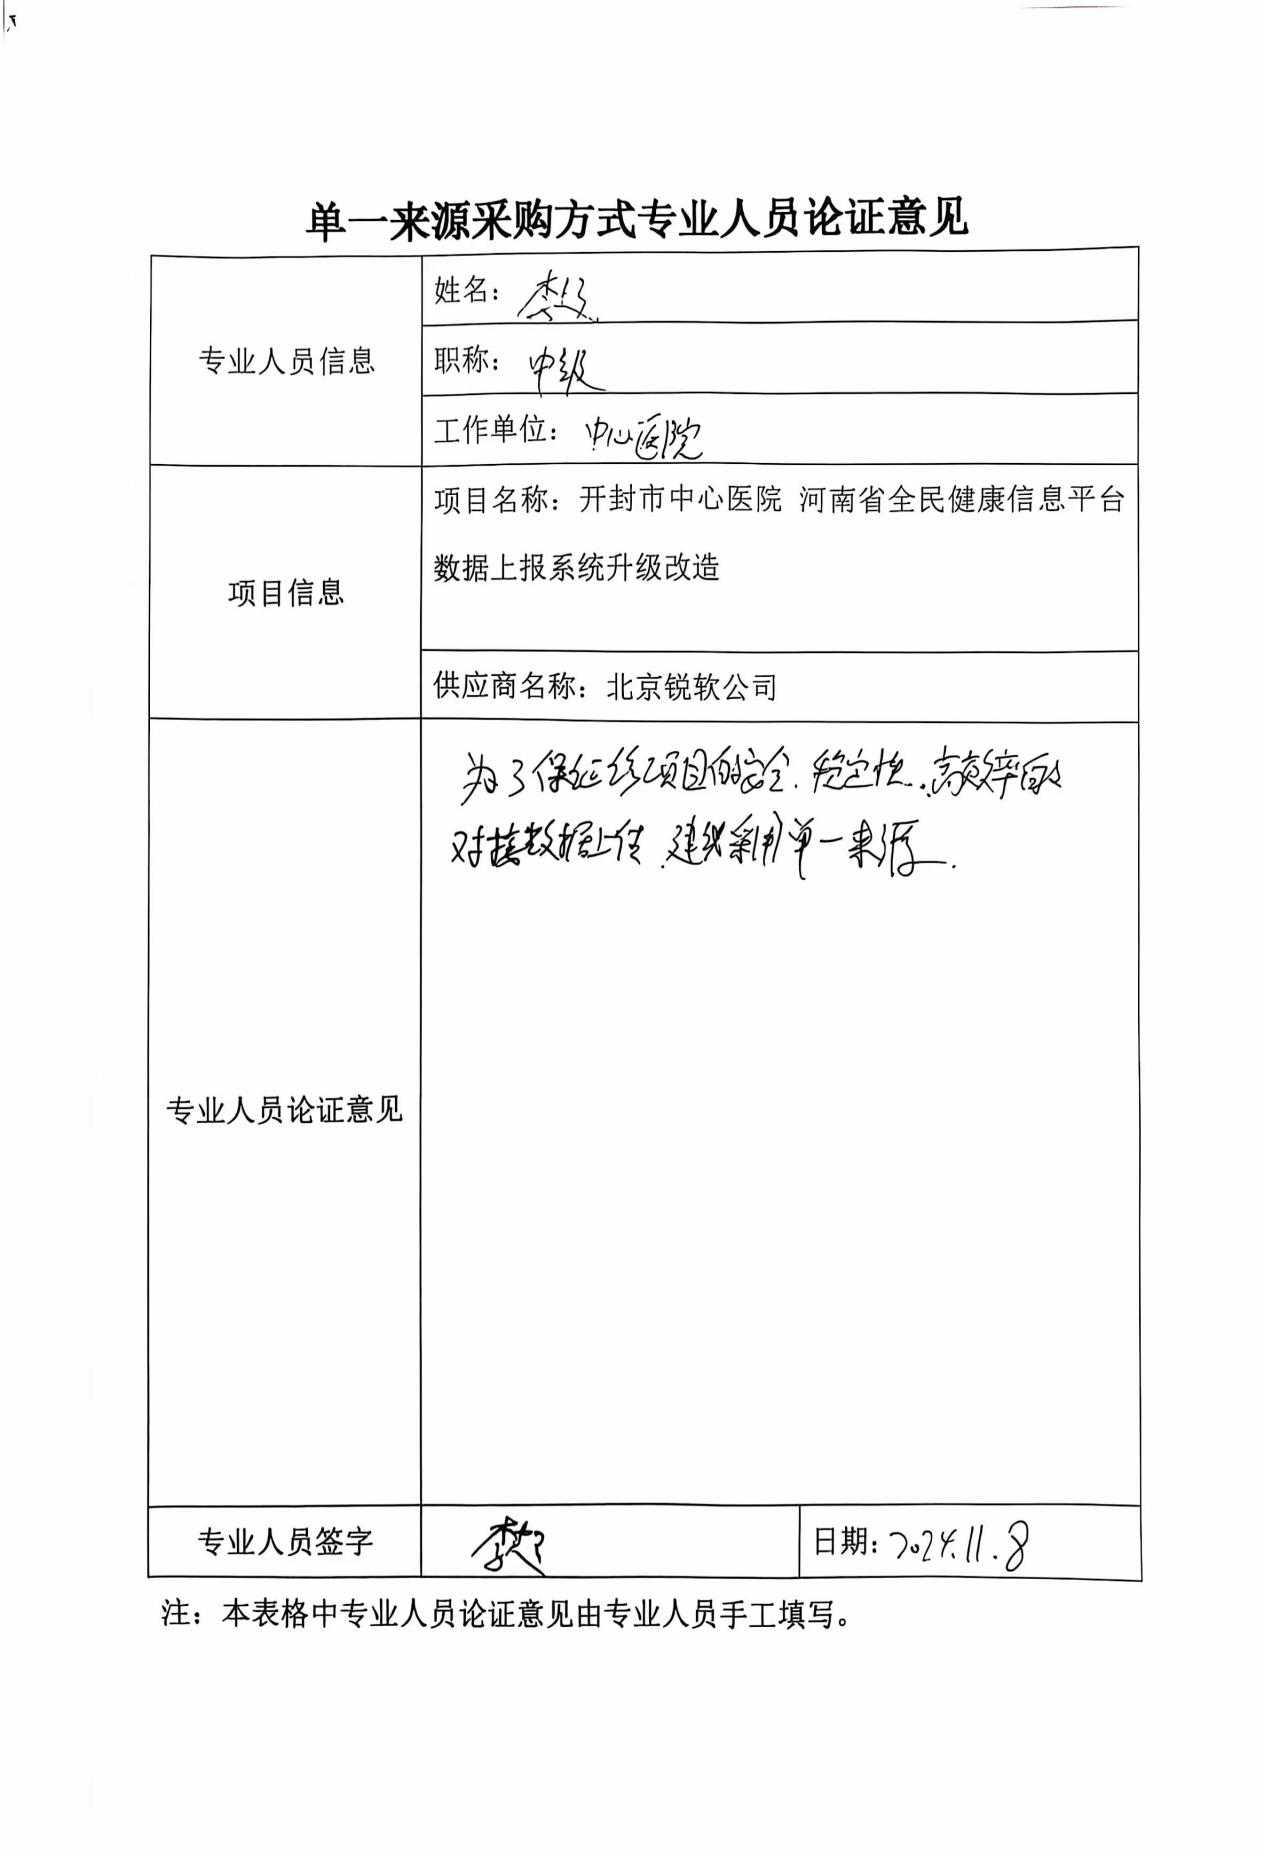 单一来源采购方式专业人员论证意见
专业人员信息
姓名：李
职称：中级
工作单位：中心医院
项目信息
项目名称：开封市中心医院 河南省全民健康信息平台
数据上报系统升级改造
供应商名称：北京锐软公司
专业人员论证意见
为了保证该项目的安全、稳定性、高效率的
对接数据上传，建议采用单一来源。
专业人员签字
李
日期：2024.11.8
注：本表格中专业人员论证意见由专业人员手工填写。